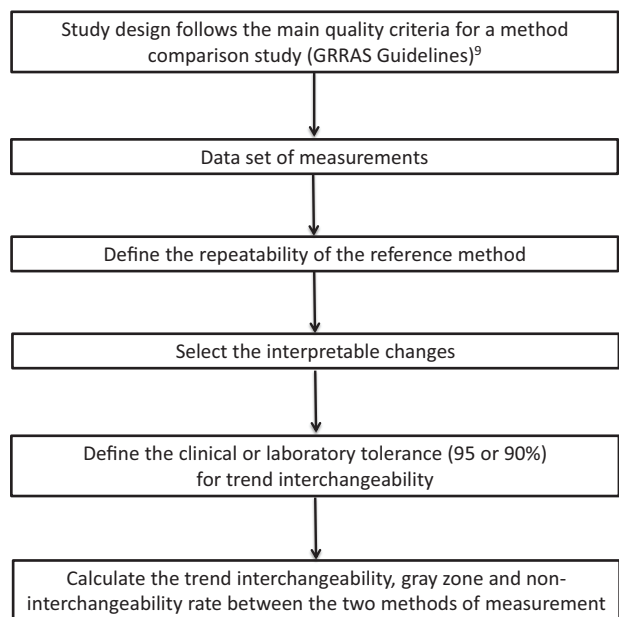 Study design follows the main quality criteria for a method
comparison study (GRRAS Guidelines)⁹
Data set of measurements
Define the repeatability of the reference method
Select the interpretable changes
Define the clinical or laboratory tolerance (95 or 90%)
for trend interchangeability
Calculate the trend interchangeability, gray zone and non-
interchangeability rate between the two methods of measurement